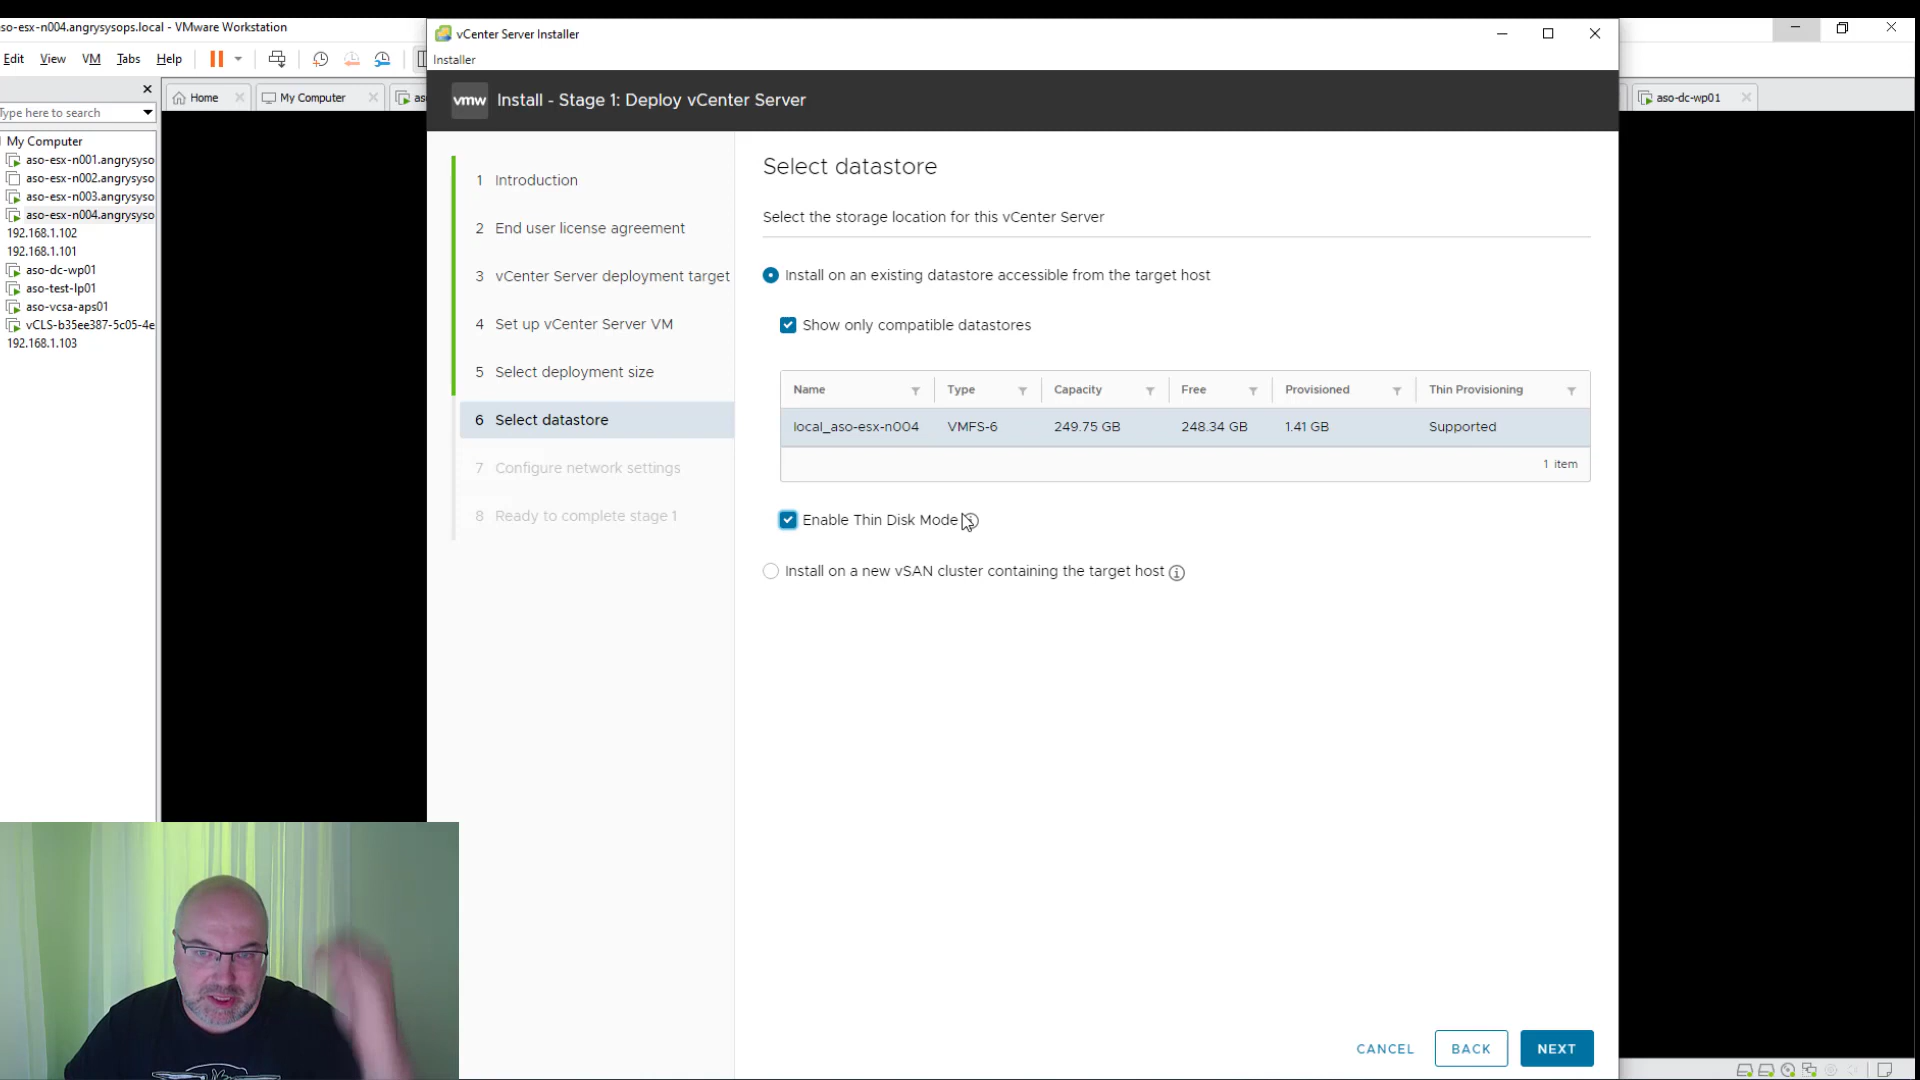 so-esx-n004.angrysysops.local - VMware Workstation
Edit View VM Tabs Help
Type here to search
Home
My Computer
as
aso-dc-wp01
My Computer
aso-esx-n001.angrysyso
aso-esx-n002.angrysyso
aso-esx-n003.angrysyso
aso-esx-n004.angrysyso
192.168.1.102
192.168.1.101
aso-dc-wp01
aso-test-lp01
aso-vcsa-aps01
vCLS-b35ee387-5c05-4e
192.168.1.103
vCenter Server Installer
Installer
vmw Install - Stage 1: Deploy vCenter Server
1 Introduction
2 End user license agreement
3 vCenter Server deployment target
4 Set up vCenter Server VM
5 Select deployment size
6 Select datastore
7 Configure network settings
8 Ready to complete stage 1
Select datastore
Select the storage location for this vCenter Server
Install on an existing datastore accessible from the target host
Show only compatible datastores
Name Type Capacity Free Provisioned Thin Provisioning
local_aso-esx-n004 VMFS-6 249.75 GB 248.34 GB 1.41 GB Supported
1 item
Enable Thin Disk Mode
Install on a new vSAN cluster containing the target host
CANCEL BACK NEXT